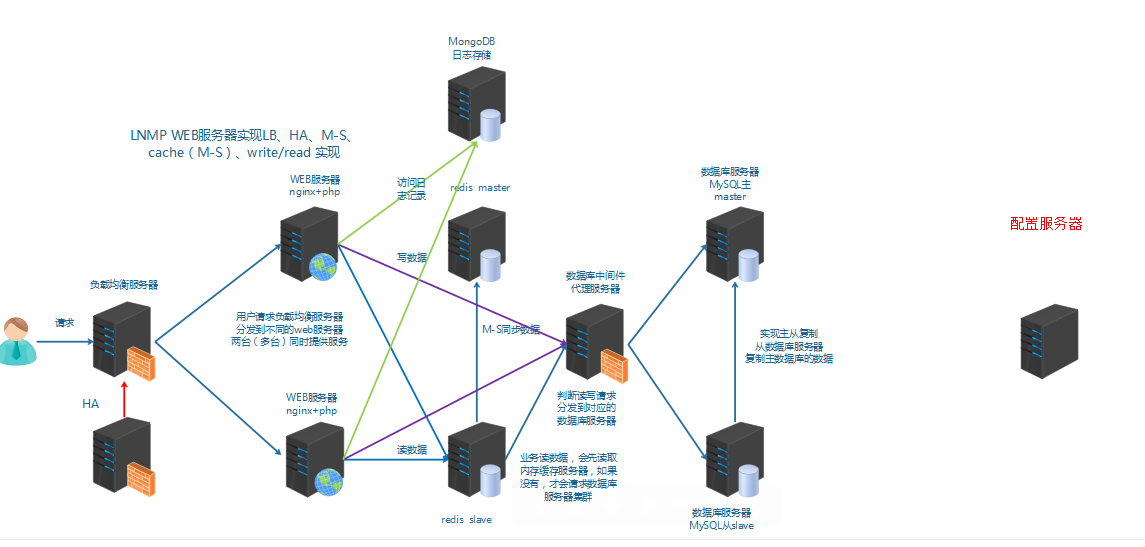 MongoDB
日志存储
LNMP WEB服务器实现LB、HA、M-S、
cache（M-S）、write/read 实现
WEB服务器
nginx+php
访问日
志记录
redis master
数据库服务器
MySQL主
master
配置服务器
写数据
负载均衡服务器
数据库中间件
代理服务器
请求
用户请求负载均衡服务器
分发到不同的web服务器
两台（多台）同时提供服务
M-S同步数据
实现主从复制
从数据库服务器
复制主数据库的数据
HA
WEB服务器
nginx+php
判断读写请求
分发到对应的
数据库服务器
读数据
业务读数据，会先读取
内存缓存服务器，如果
没有，才会请求数据库
服务器集群
redis slave
数据库服务器
MySQL从slave